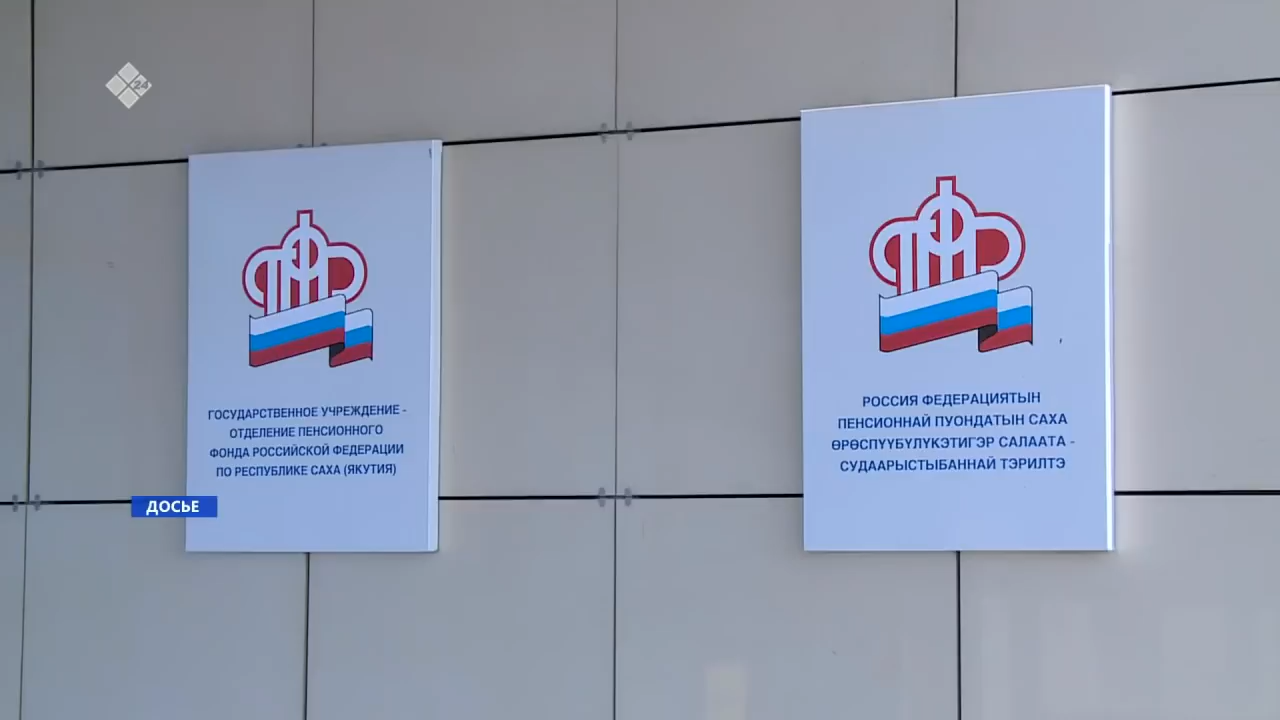 24
ГОСУДАРСТВЕННОЕ УЧРЕЖДЕНИЕ -
ОТДЕЛЕНИЕ ПЕНСИОННОГО
ФОНДА РОССИЙСКОЙ ФЕДЕРАЦИИ
ПО РЕСПУБЛИКЕ САХА (ЯКУТИЯ)
РОССИЯ ФЕДЕРАЦИЯТЫН
ПЕНСИОННАЙ ПУОНДАТЫН САХА
ӨРӨСПҮҮБҮЛҮКЭТИГЭР САЛААТА -
СУДААРЫСТЫБАННАЙ ТЭРИЛТЭ
ДОСЬЕ